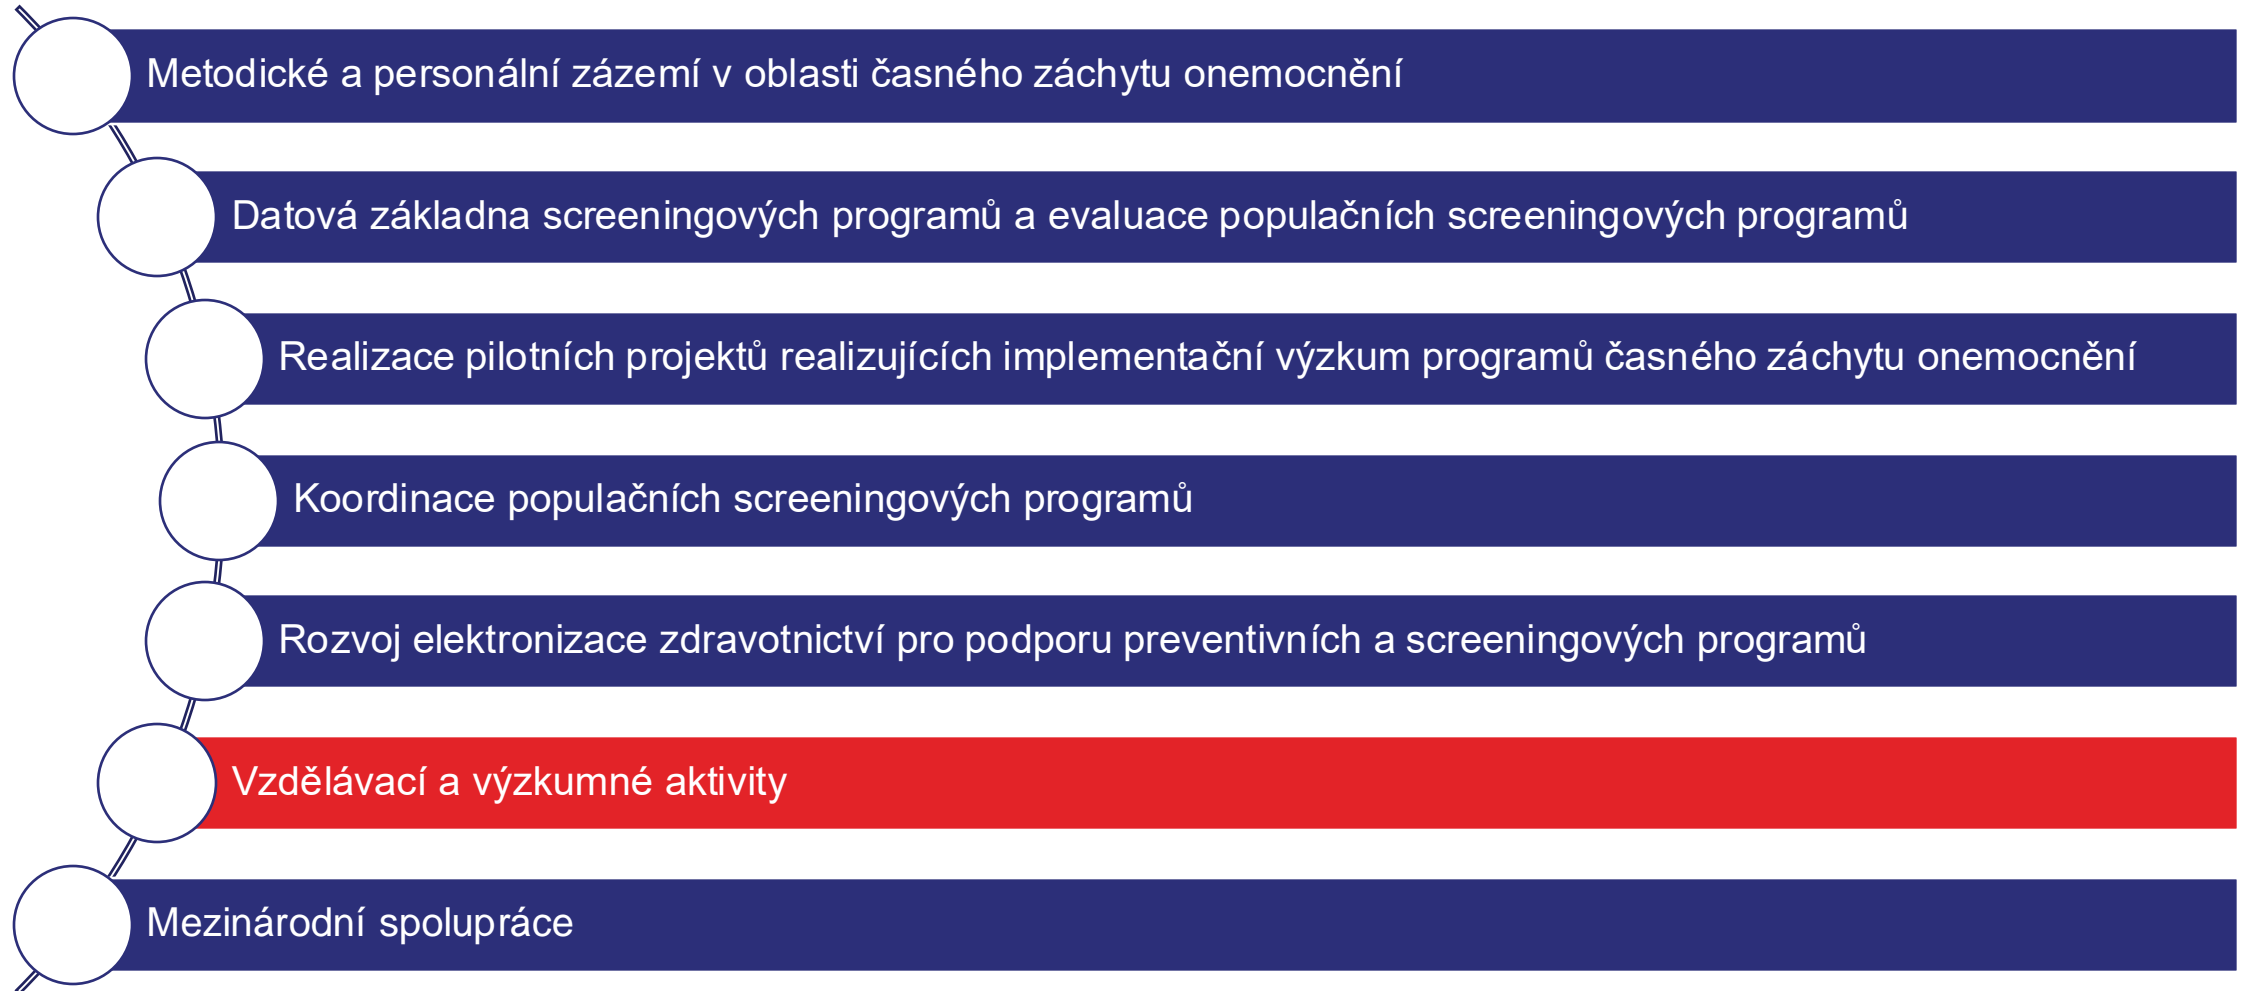 Metodické a personální zázemí v oblasti časného záchytu onemocnění
Datová základna screeningových programů a evaluace populačních screeningových programů
Realizace pilotních projektů realizujících implementační výzkum programů časného záchytu onemocnění
Koordinace populačních screeningových programů
Rozvoj elektronizace zdravotnictví pro podporu preventivních a screeningových programů
Vzdělávací a výzkumné aktivity
Mezinárodní spolupráce